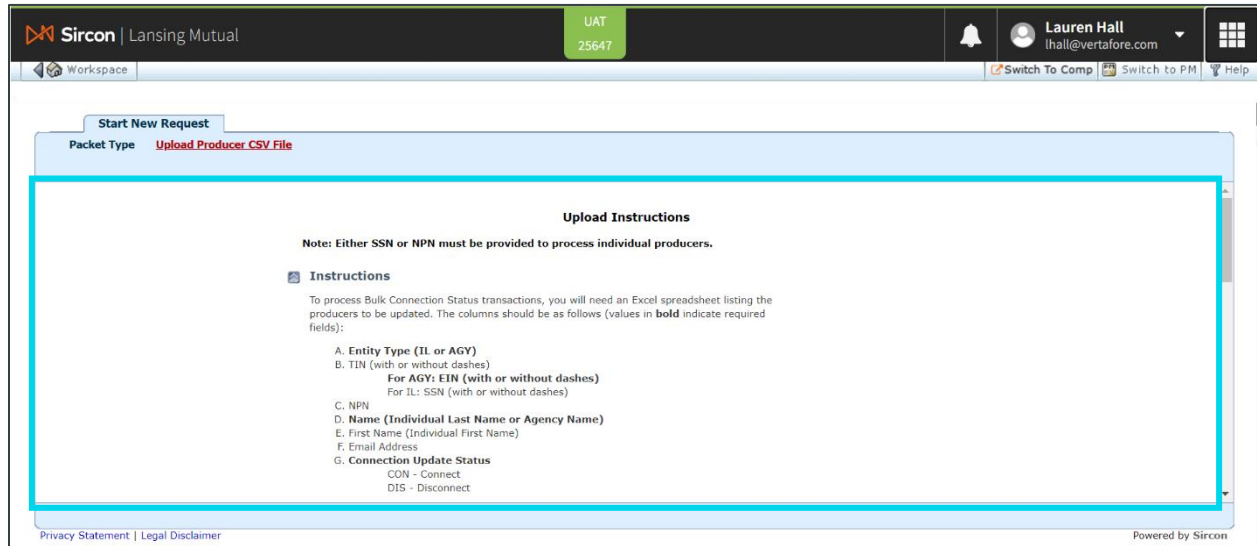 Sircon | Lansing Mutual
UAT
25647
Lauren Hall
lhall@vertafore.com
Workspace
Switch To Comp
Switch to PM
Help
Start New Request
Packet Type Upload Producer CSV File
Upload Instructions
Note: Either SSN or NPN must be provided to process individual producers.
Instructions
To process Bulk Connection Status transactions, you will need an Excel spreadsheet listing the
producers to be updated. The columns should be as follows (values in bold indicate required
fields):
A. Entity Type (IL or AGY)
B. TIN (with or without dashes)
For AGY: EIN (with or without dashes)
For IL: SSN (with or without dashes)
C. NPN
D. Name (Individual Last Name or Agency Name)
E. First Name (Individual First Name)
F. Email Address
G. Connection Update Status
CON - Connect
DIS - Disconnect
Privacy Statement | Legal Disclaimer
Powered by Sircon